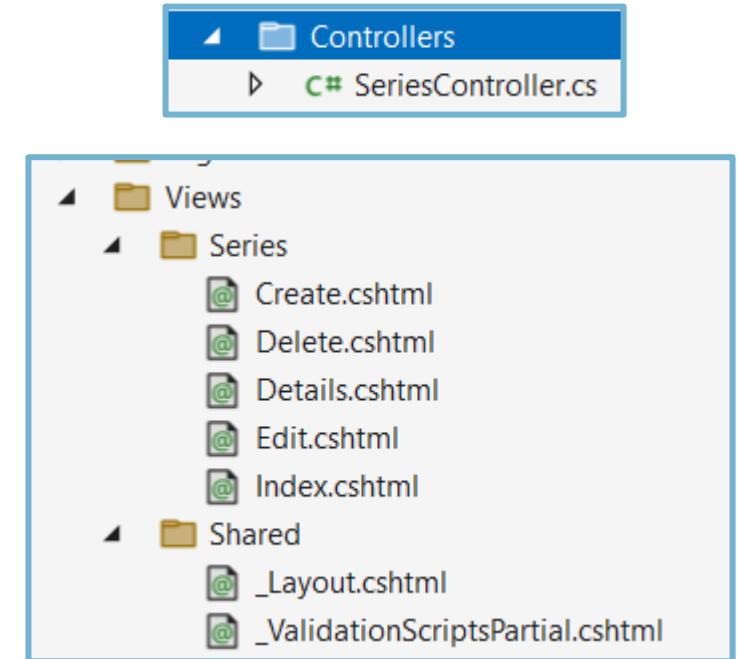 Controllers
C# SeriesController.cs
Views
Series
@ Create.cshtml
@ Delete.cshtml
@ Details.cshtml
@ Edit.cshtml
@ Index.cshtml
Shared
@ _Layout.cshtml
@ _ValidationScriptsPartial.cshtml